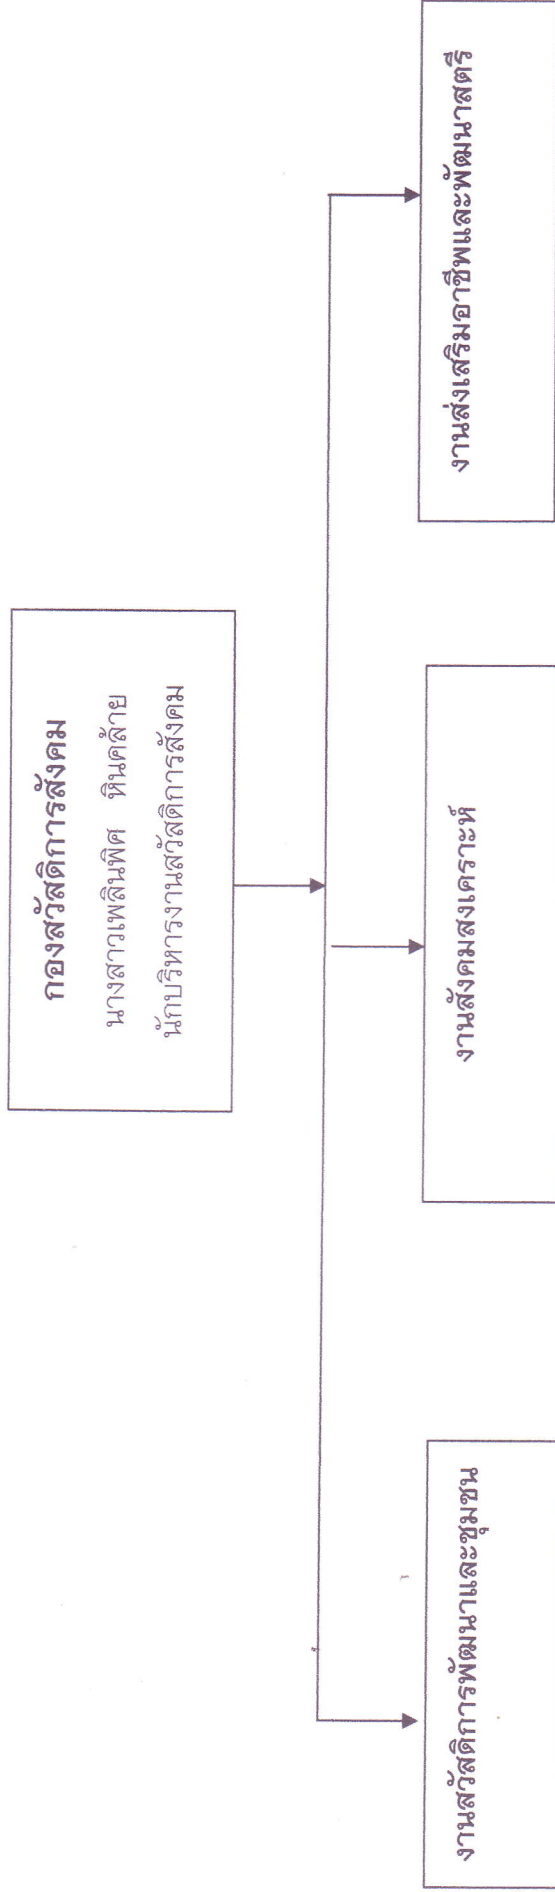 กองสวัสดิการสังคม
นางสาวเพลินพิศ หินคล้าย
นักบริหารงานสวัสดิการสังคม
งานสวัสดิการพัฒนาและชุมชน
งานสังคมสงเคราะห์
งานส่งเสริมอาชีพและพัฒนาสตรี